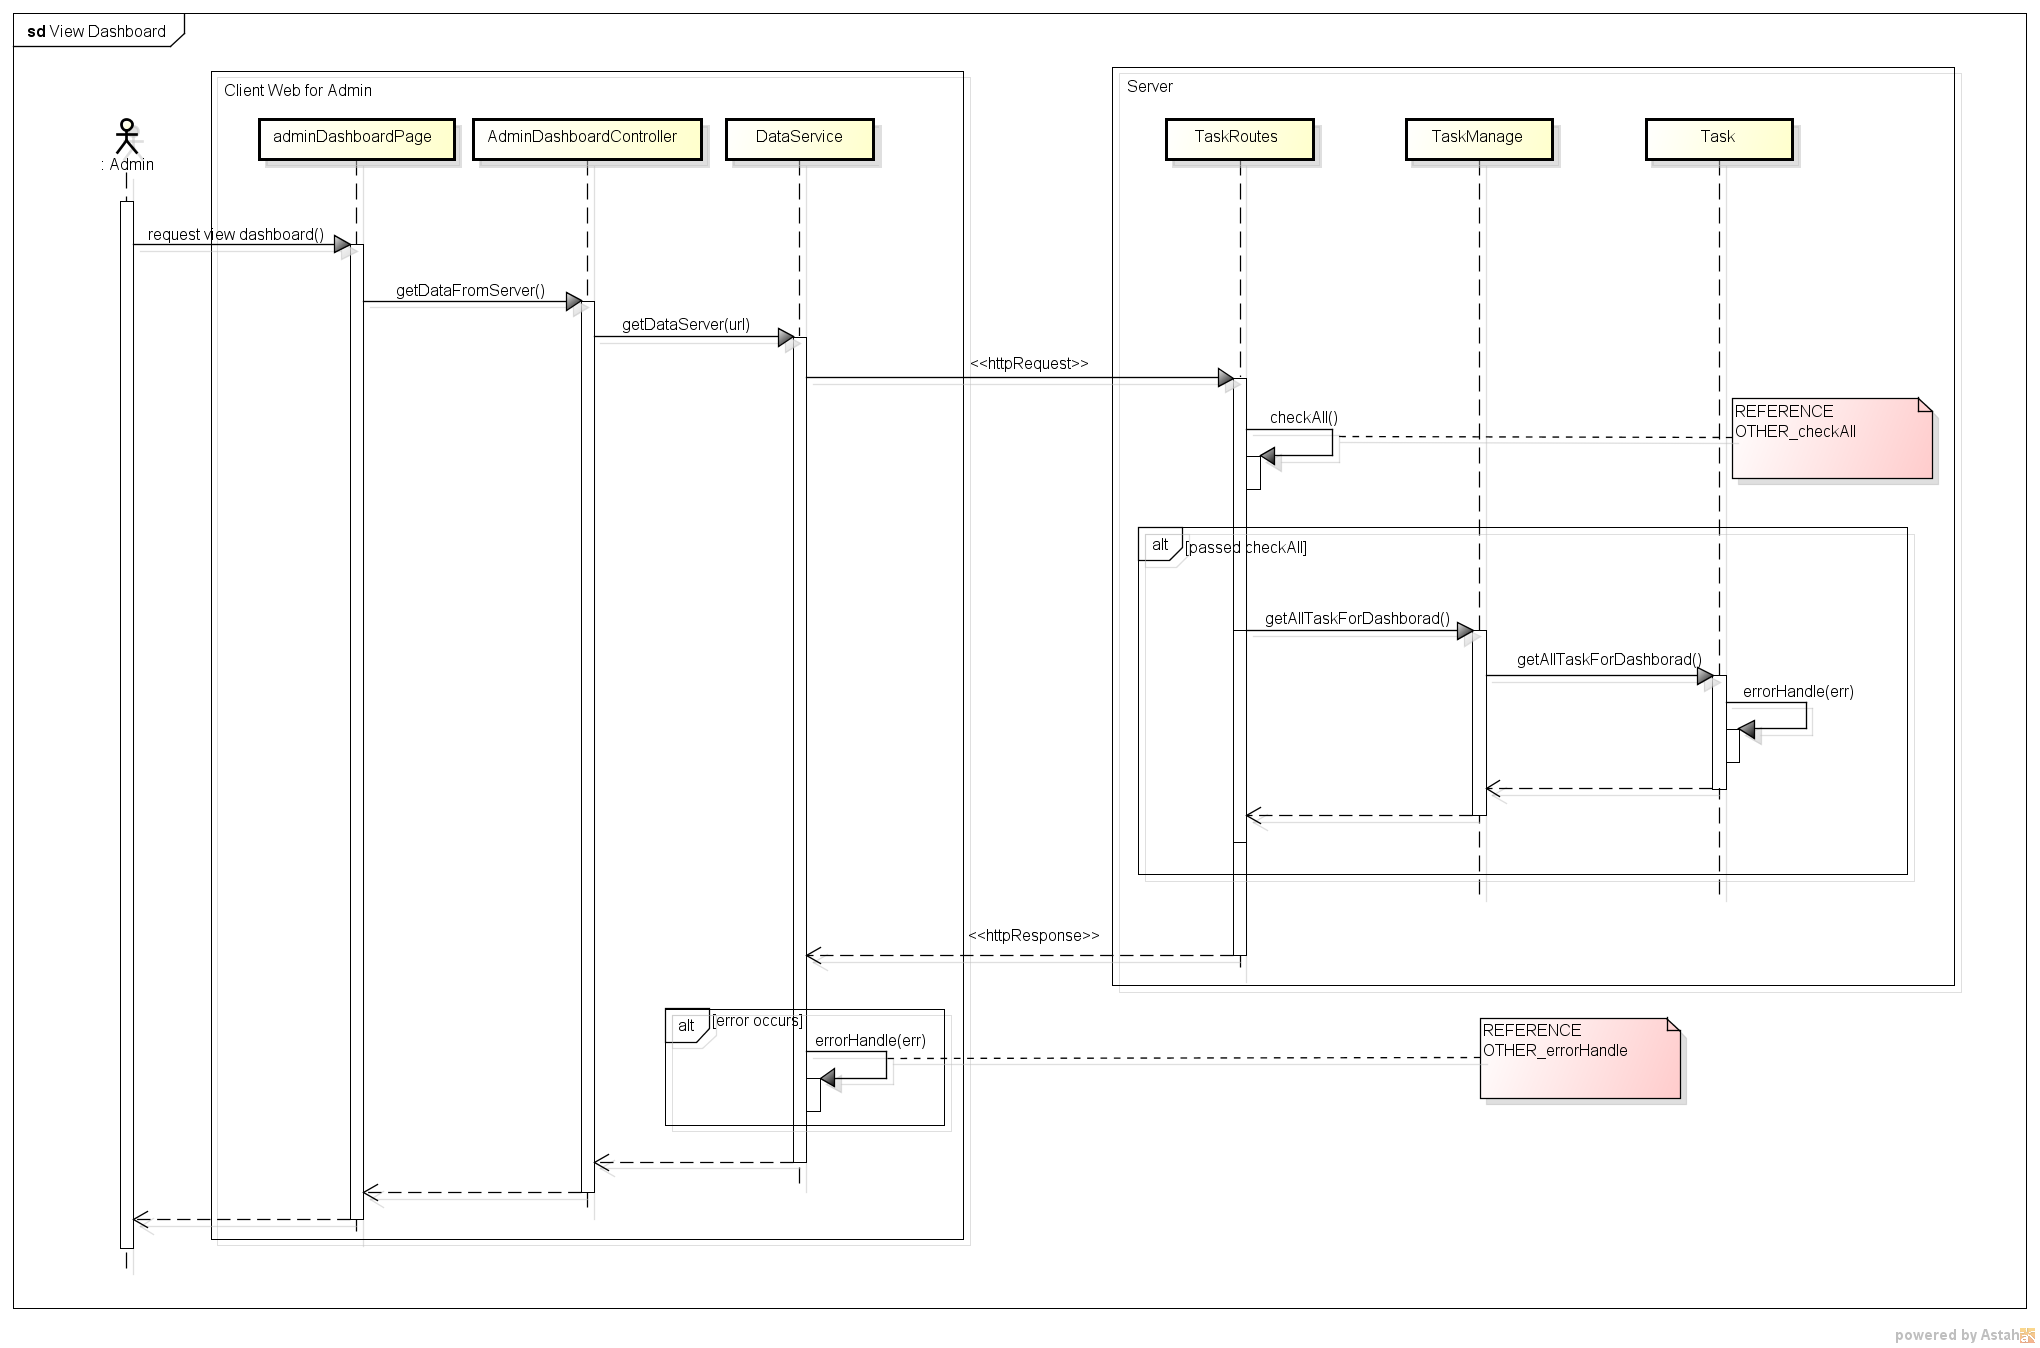 sd View Dashboard
Client Web for Admin
Server
adminDashboardPage
AdminDashboardController
DataService
TaskRoutes
TaskManage
Task
: Admin
request view dashboard()
getDataFromServer()
getDataServer(url)
<<httpRequest>>
checkAll()
REFERENCE
OTHER_checkAll
alt
[passed checkAll]
getAllTaskForDashborad()
getAllTaskForDashborad()
errorHandle(err)
<<httpResponse>>
alt
[error occurs]
errorHandle(err)
REFERENCE
OTHER_errorHandle
powered by Astah